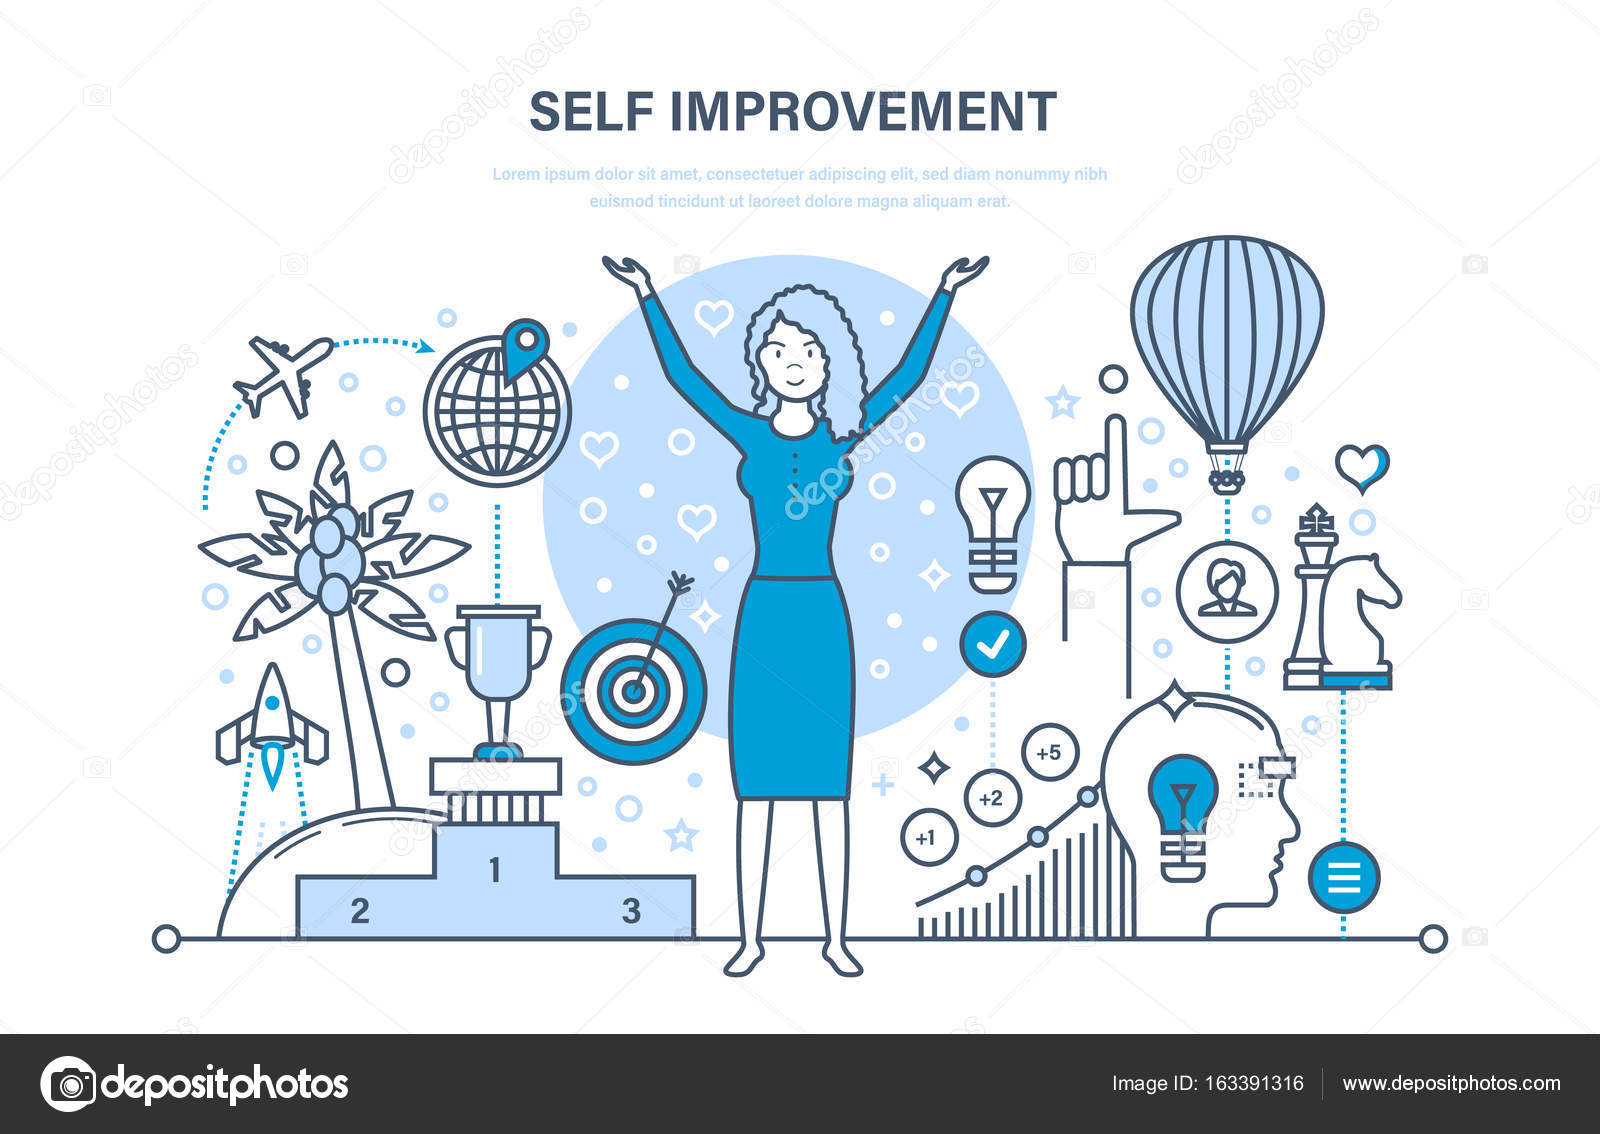 SELF IMPROVEMENT
Lorem ipsum dolor sit amet, consectetuer adipiscing elit, sed diam nonummy nibh
euismod tincidunt ut laoreet dolore magna aliquam erat.
+5
+2
+1
1
2
3
depositphotos
Image ID: 163391316
www.depositphotos.com